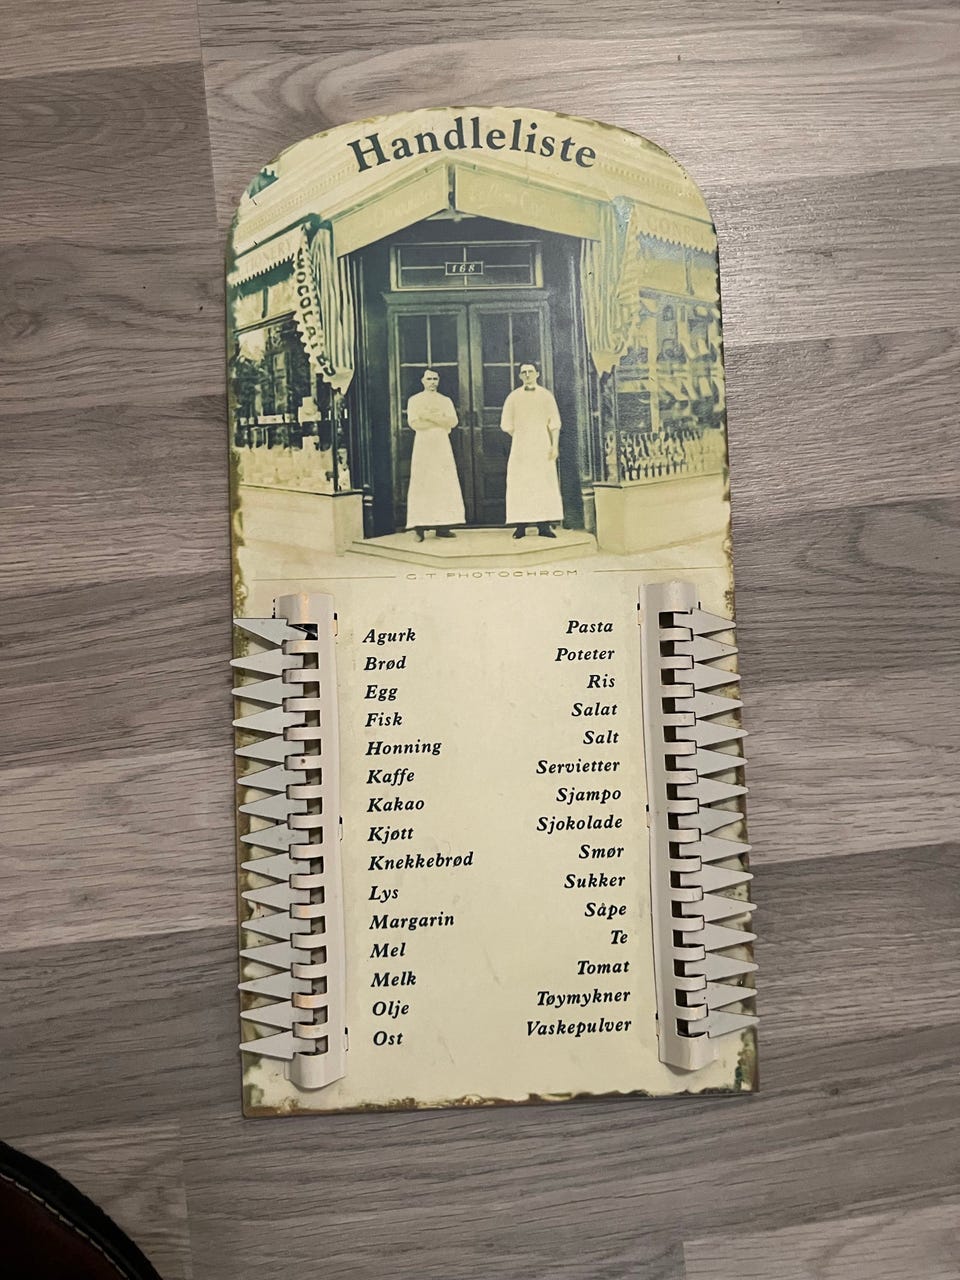 Handleliste
CHOCOLATES
168
C.T PHOTOCHROM
Agurk
Brød
Egg
Fisk
Honning
Kaffe
Kakao
Kjøtt
Knekkebrød
Lys
Margarin
Mel
Melk
Olje
Ost
Pasta
Poteter
Ris
Salat
Salt
Servietter
Sjampo
Sjokolade
Smør
Sukker
Såpe
Te
Tomat
Tøymykner
Vaskepulver